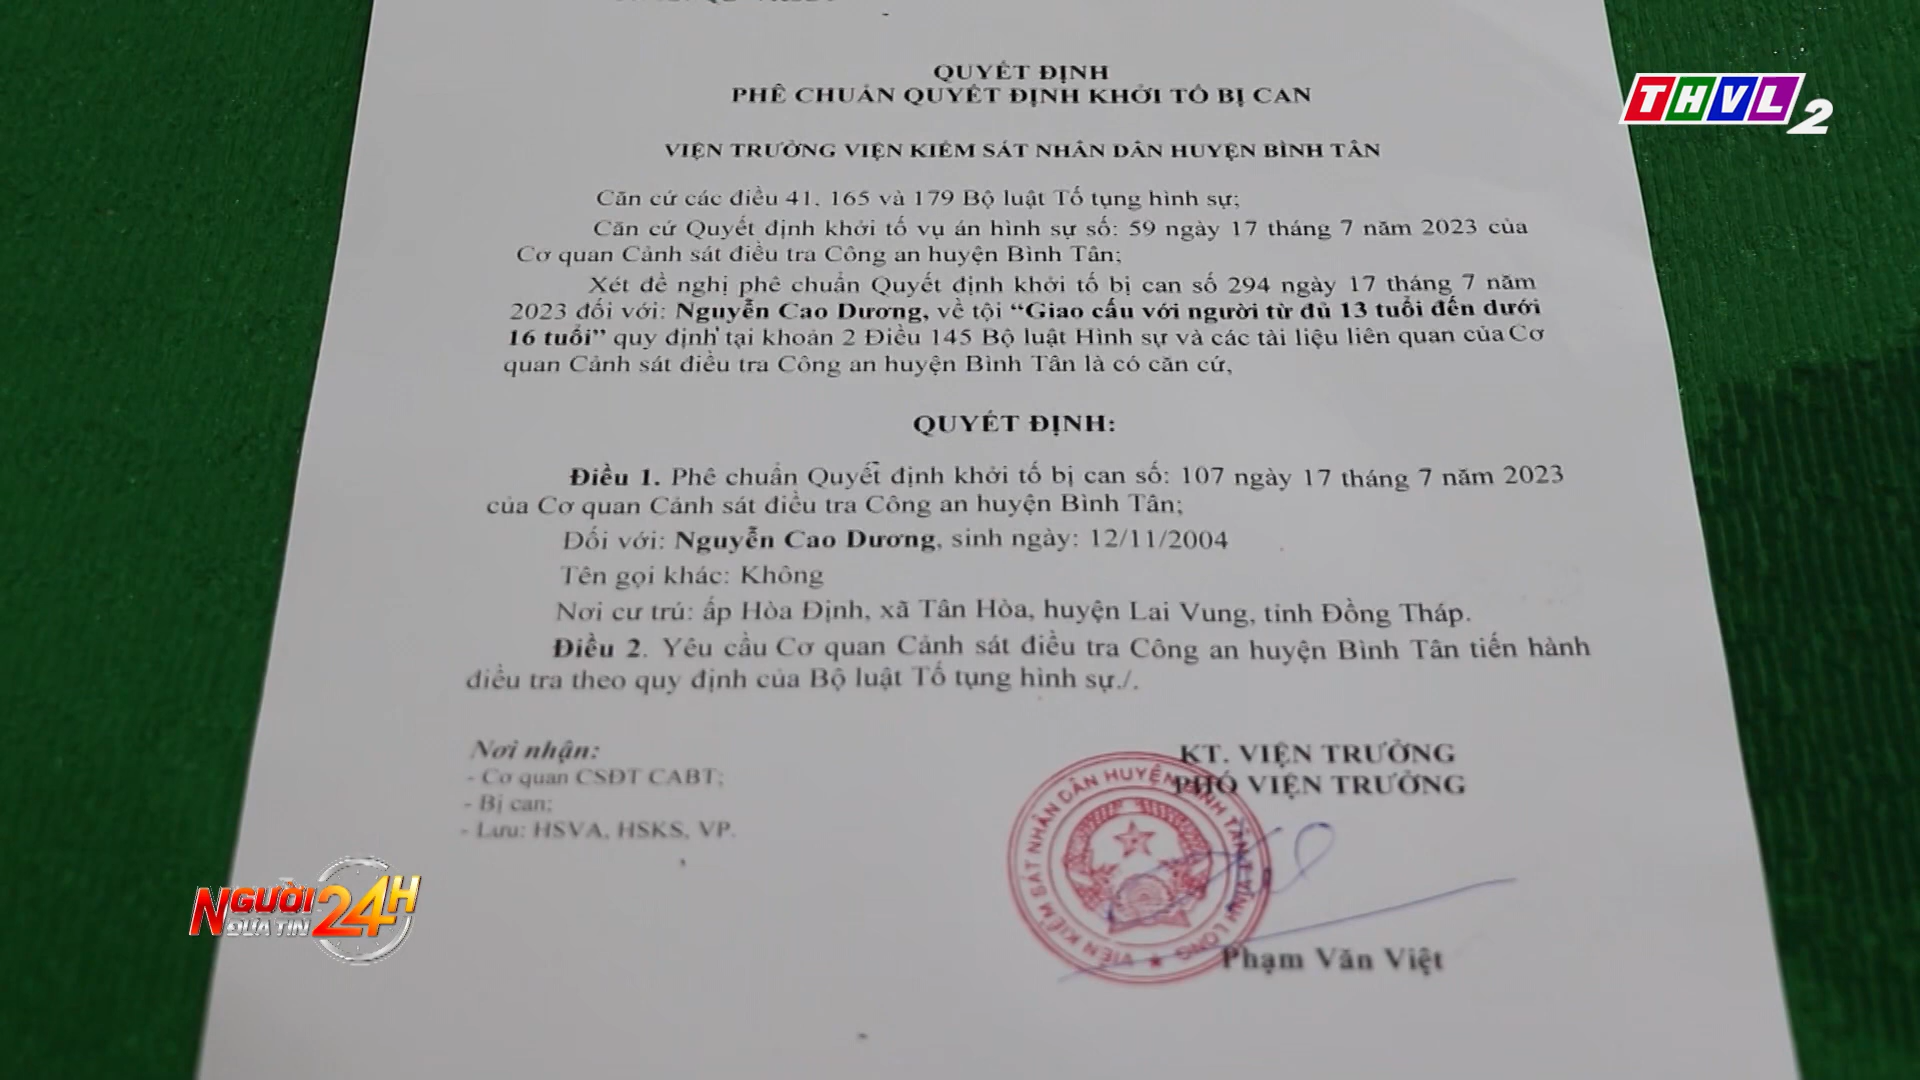 QUYẾT ĐỊNH
PHÊ CHUẨN QUYẾT ĐỊNH KHỞI TỐ BỊ CAN
THVL 2
VIỆN TRƯỞNG VIỆN KIỂM SÁT NHÂN DÂN HUYỆN BÌNH TÂN
Căn cứ các điều 41, 165 và 179 Bộ luật Tố tụng hình sự;
Căn cứ Quyết định khởi tố vụ án hình sự số: 59 ngày 17 tháng 7 năm 2023 của
Cơ quan Cảnh sát điều tra Công an huyện Bình Tân;
Xét đề nghị phê chuẩn Quyết định khởi tố bị can số 294 ngày 17 tháng 7 năm
2023 đối với: Nguyễn Cao Dương, về tội “Giao cấu với người từ đủ 13 tuổi đến dưới
16 tuổi” quy định tại khoản 2 Điều 145 Bộ luật Hình sự và các tài liệu liên quan của Cơ
quan Cảnh sát điều tra Công an huyện Bình Tân là có căn cứ,
QUYẾT ĐỊNH:
Điều 1. Phê chuẩn Quyết định khởi tố bị can số: 107 ngày 17 tháng 7 năm 2023
của Cơ quan Cảnh sát điều tra Công an huyện Bình Tân;
Đối với: Nguyễn Cao Dương, sinh ngày: 12/11/2004
Tên gọi khác: Không
Nơi cư trú: ấp Hòa Định, xã Tân Hòa, huyện Lai Vung, tỉnh Đồng Tháp.
Điều 2. Yêu cầu Cơ quan Cảnh sát điều tra Công an huyện Bình Tân tiến hành
điều tra theo quy định của Bộ luật Tố tụng hình sự./.
Nơi nhận:
- Cơ quan CSĐT CABT;
- Bị can;
- Lưu: HSVA, HSKS, VP.
KT. VIỆN TRƯỞNG
PHÓ VIỆN TRƯỞNG
VIỆN KIỂM SÁT NHÂN DÂN HUYỆN BÌNH TÂN TỈNH VĨNH LONG
Phạm Văn Việt
NGƯỜI ĐƯA TIN 24H